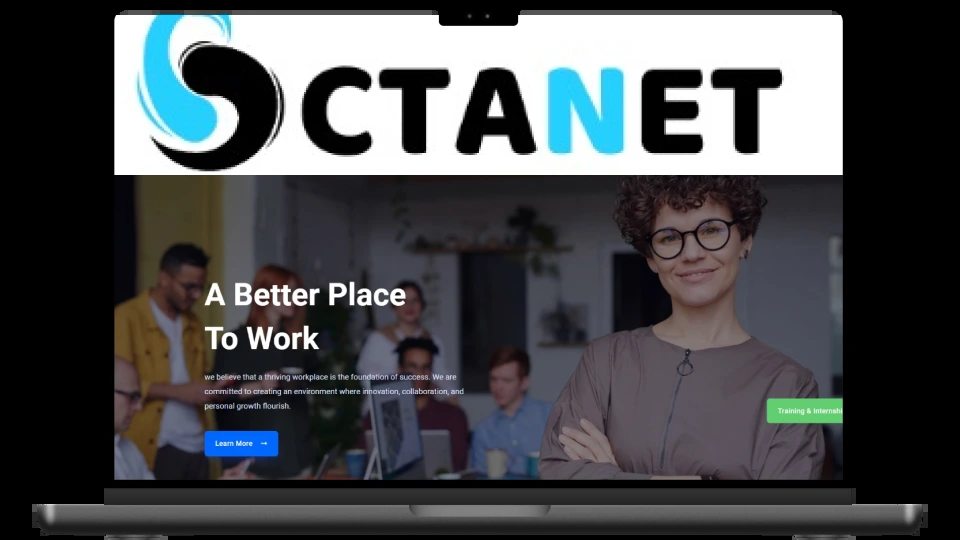 OCTANET
A Better Place
To Work
we believe that a thriving workplace is the foundation of success. We are
committed to creating an environment where innovation, collaboration, and
personal growth flourish.
Training & Internshi
Learn More →